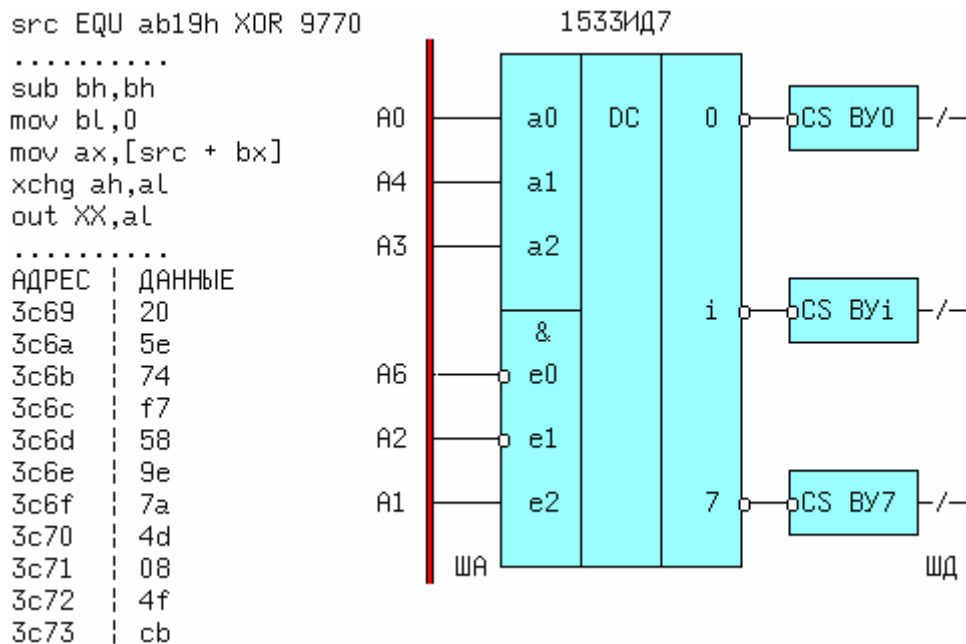 src EQU ab19h XOR 9770
..........
sub bh,bh
mov bl,0
mov ax,[src + bx]
xchg ah,al
out XX,al
..........
АДРЕС ¦ ДАННЫЕ
3c69 ¦ 20
3c6a ¦ 5e
3c6b ¦ 74
3c6c ¦ f7
3c6d ¦ 58
3c6e ¦ 9e
3c6f ¦ 7a
3c70 ¦ 4d
3c71 ¦ 08
3c72 ¦ 4f
3c73 ¦ cb
1533ИД7
A0 a0 DC 0 CS ВУ0
A4 a1
A3 a2
i CS ВУi
&
A6 e0
A2 e1
A1 e2 7 CS ВУ7
ША ШД